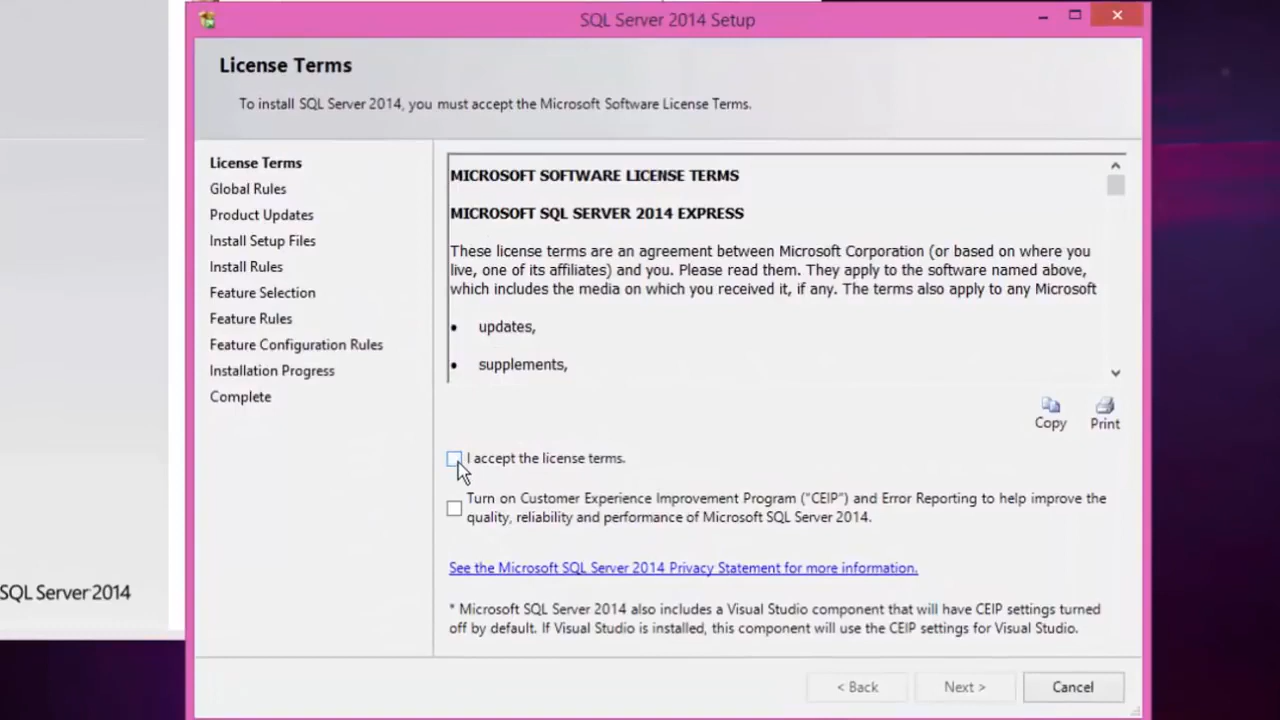 SQL Server 2014 Setup
License Terms
To install SQL Server 2014, you must accept the Microsoft Software License Terms.
License Terms
Global Rules
Product Updates
Install Setup Files
Install Rules
Feature Selection
Feature Rules
Feature Configuration Rules
Installation Progress
Complete
MICROSOFT SOFTWARE LICENSE TERMS
MICROSOFT SQL SERVER 2014 EXPRESS
These license terms are an agreement between Microsoft Corporation (or based on where you
live, one of its affiliates) and you. Please read them. They apply to the software named above,
which includes the media on which you received it, if any. The terms also apply to any Microsoft
• updates,
• supplements,
Copy
Print
I accept the license terms.
Turn on Customer Experience Improvement Program ("CEIP") and Error Reporting to help improve the
quality, reliability and performance of Microsoft SQL Server 2014.
See the Microsoft SQL Server 2014 Privacy Statement for more information.
* Microsoft SQL Server 2014 also includes a Visual Studio component that will have CEIP settings turned
off by default. If Visual Studio is installed, this component will use the CEIP settings for Visual Studio.
< Back
Next >
Cancel
SQL Server 2014